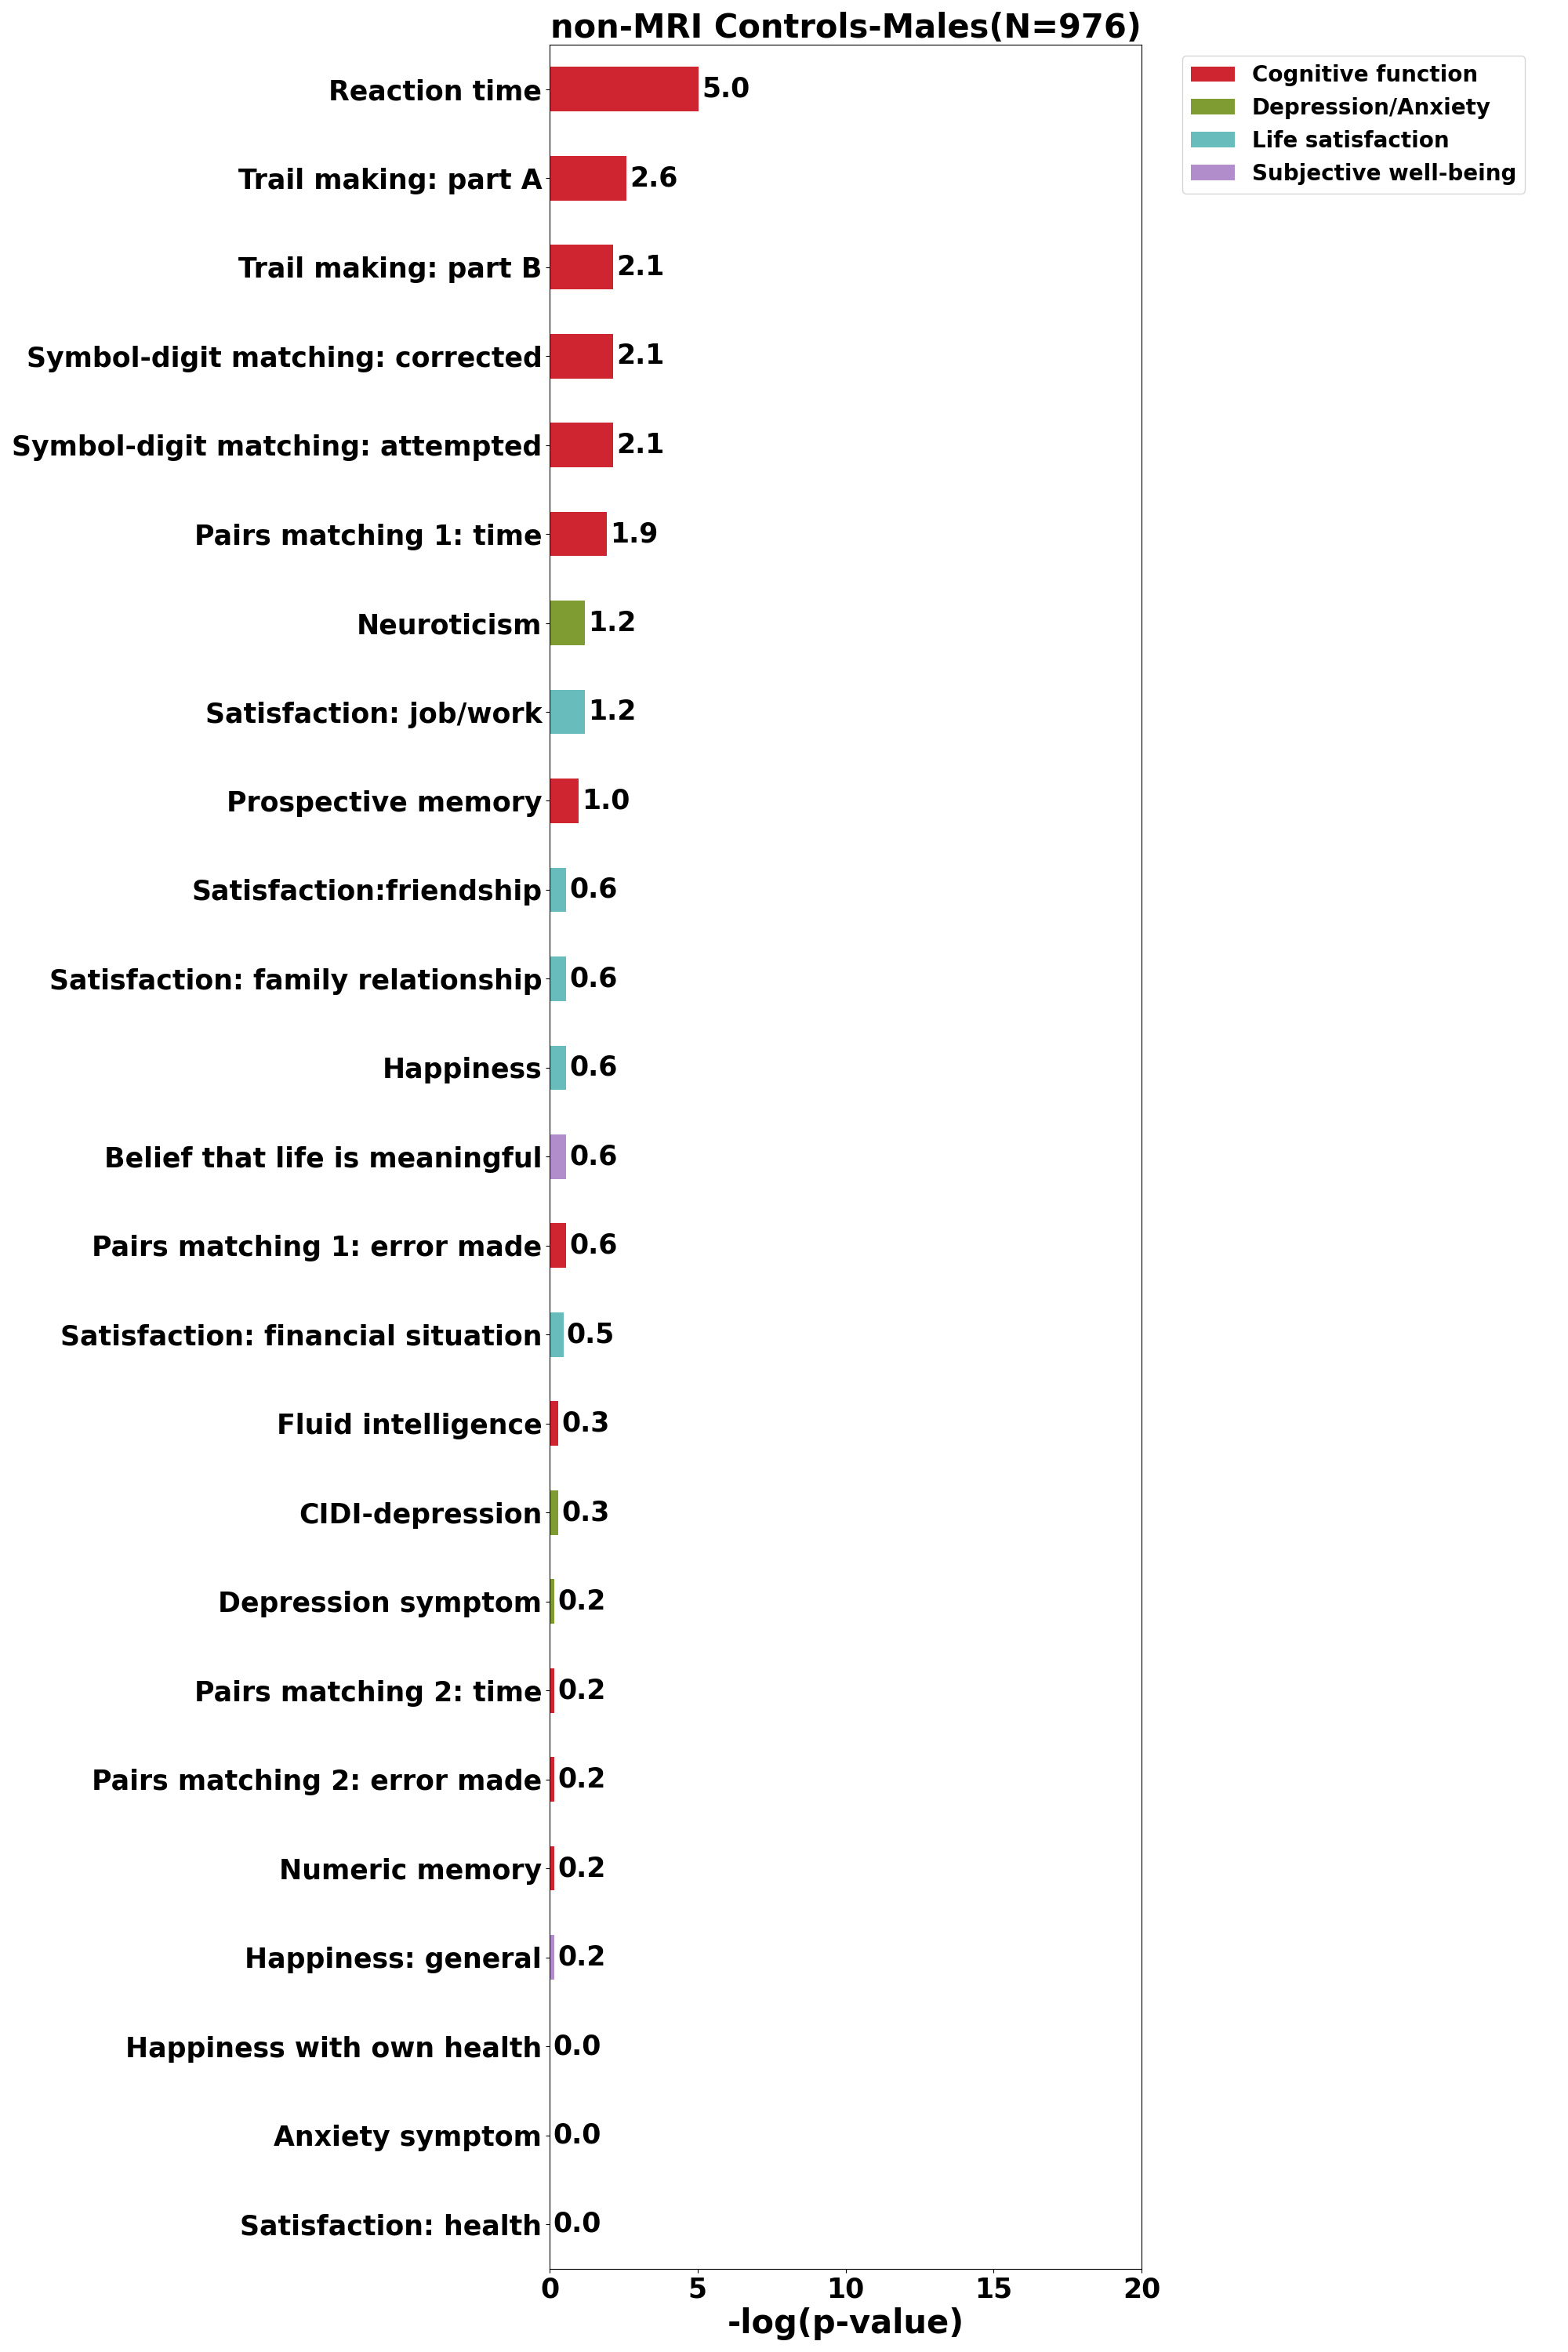 non-MRI Controls-Males(N=976)
Cognitive function
Depression/Anxiety
Life satisfaction
Subjective well-being
Reaction time 5.0
Trail making: part A 2.6
Trail making: part B 2.1
Symbol-digit matching: corrected 2.1
Symbol-digit matching: attempted 2.1
Pairs matching 1: time 1.9
Neuroticism 1.2
Satisfaction: job/work 1.2
Prospective memory 1.0
Satisfaction:friendship 0.6
Satisfaction: family relationship 0.6
Happiness 0.6
Belief that life is meaningful 0.6
Pairs matching 1: error made 0.6
Satisfaction: financial situation 0.5
Fluid intelligence 0.3
CIDI-depression 0.3
Depression symptom 0.2
Pairs matching 2: time 0.2
Pairs matching 2: error made 0.2
Numeric memory 0.2
Happiness: general 0.2
Happiness with own health 0.0
Anxiety symptom 0.0
Satisfaction: health 0.0
0 5 10 15 20
-log(p-value)